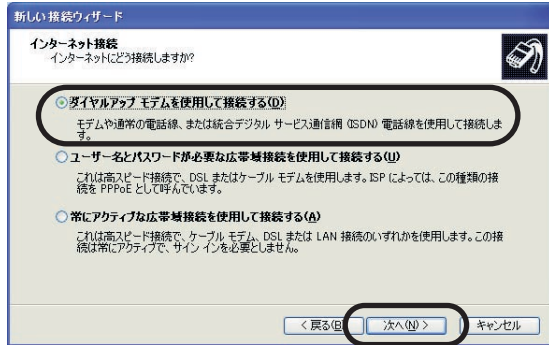 新しい接続ウィザード
インターネット接続
インターネットにどう接続しますか?
ダイヤルアップ モデムを使用して接続する(D)
モデムや通常の電話線、または統合デジタル サービス通信網 (ISDN) 電話線を使用して接続しま
す。
ユーザー名とパスワードが必要な広帯域接続を使用して接続する(U)
これは高スピード接続で、DSL またはケーブル モデムを使用します。ISP によっては、この種類の接
続を PPPoE として呼んでいます。
常にアクティブな広帯域接続を使用して接続する(A)
これは高スピード接続で、ケーブル モデム、DSL または LAN 接続のいずれかを使用します。この接
続は常にアクティブで、サイン インを必要としません。
< 戻る(B) 次へ(N) > キャンセル